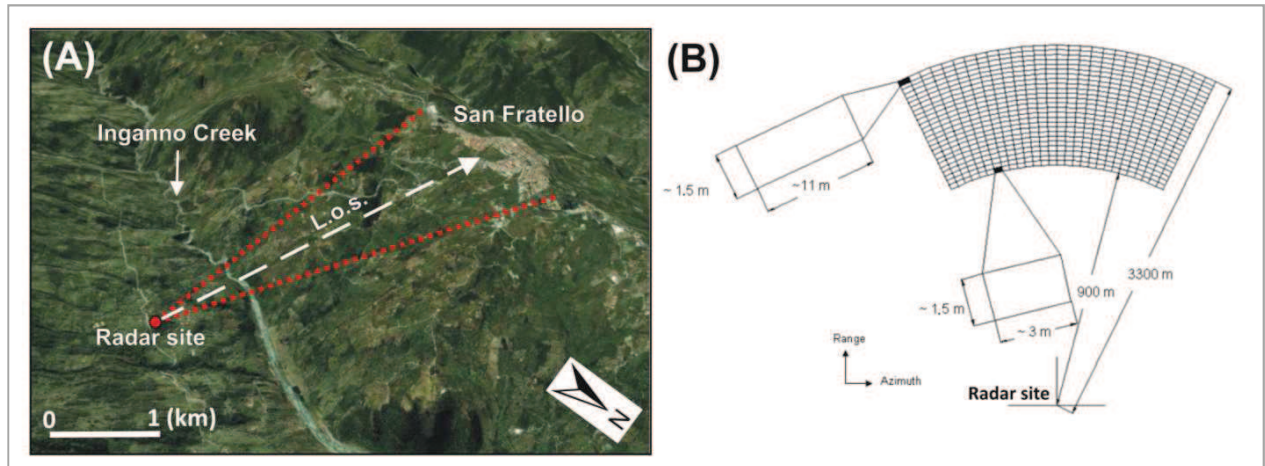 (A)
San Fratello
Inganno Creek
L.o.s.
Radar site
0 1 (km)
N
(B)
~ 1.5 m
~11 m
3300 m
900 m
~ 1.5 m
~ 3 m
Range
Azimuth
Radar site